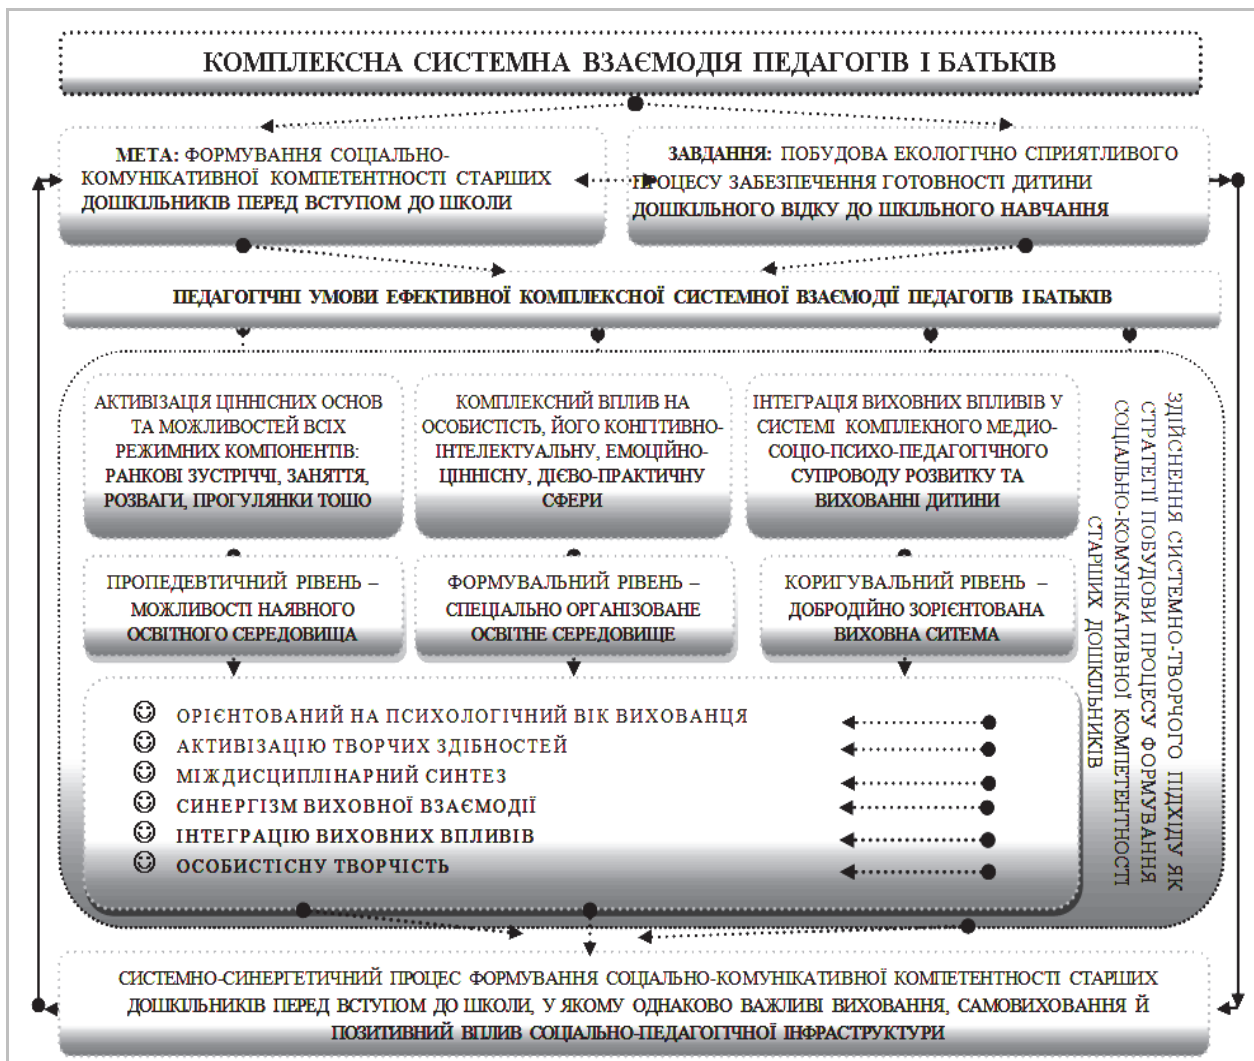 КОМПЛЕКСНА СИСТЕМНА ВЗАЄМОДІЯ ПЕДАГОГІВ І БАТЬКІВ
МЕТА: ФОРМУВАННЯ СОЦІАЛЬНО-
КОМУНІКАТИВНОЇ КОМПЕТЕНТНОСТІ СТАРШИХ
ДОШКІЛЬНИКІВ ПЕРЕД ВСТУПОМ ДО ШКОЛИ
ЗАВДАННЯ: ПОБУДОВА ЕКОЛОГІЧНО СПРИЯТЛИВОГО
ПРОЦЕСУ ЗАБЕЗПЕЧЕННЯ ГОТОВНОСТІ ДИТИНИ
ДОШКІЛЬНОГО ВІДКУ ДО ШКІЛЬНОГО НАВЧАННЯ
ПЕДАГОГІЧНІ УМОВИ ЕФЕКТИВНОЇ КОМПЛЕКСНОЇ СИСТЕМНОЇ ВЗАЄМОДІЇ ПЕДАГОГІВ І БАТЬКІВ
АКТИВІЗАЦІЯ ЦІННІСНИХ ОСНОВ
ТА МОЖЛИВОСТЕЙ ВСІХ
РЕЖИМНИХ КОМПОНЕНТІВ:
РАНКОВІ ЗУСТРІЧЧІ, ЗАНЯТТЯ,
РОЗВАГИ, ПРОГУЛЯНКИ ТОШО
КОМПЛЕКСНИЙ ВПЛИВ НА
ОСОБИСТІСТЬ, ЙОГО КОНГІТИВНО-
ІНТЕЛЕКТУАЛЬНУ, ЕМОЦІЙНО-
ЦІННІСНУ, ДІЄВО-ПРАКТИЧНУ
СФЕРИ
ІНТЕГРАЦІЯ ВИХОВНИХ ВПЛИВІВ У
СИСТЕМІ КОМПЛЕКНОГО МЕДИО-
СОЦІО-ПСИХО-ПЕДАГОГІЧНОГО
СУПРОВОДУ РОЗВИТКУ ТА
ВИХОВАННІ ДИТИНИ
ЗДІЙСНЕННЯ СИСТЕМНО-ТВОРЧОГО ПІДХІДУ ЯК
СТРАТЕГІЇ ПОБУДОВИ ПРОЦЕСУ ФОРМУВАННЯ
СОЦІАЛЬНО-КОМУНІКАТИВНОЇ КОМПЕТЕНТНОСТІ
СТАРШИХ ДОШКІЛЬНИКІВ
ПРОПЕДЕВТИЧНИЙ РІВЕНЬ –
МОЖЛИВОСТІ НАЯВНОГО
ОСВІТНОГО СЕРЕДОВИЩА
ФОРМУВАЛЬНИЙ РІВЕНЬ –
СПЕЦІАЛЬНО ОРГАНІЗОВАНЕ
ОСВІТНЕ СЕРЕДОВИЩЕ
КОРИГУВАЛЬНИЙ РІВЕНЬ –
ДОБРОДІЙНО ЗОРІЄНТОВАНА
ВИХОВНА СИТЕМА
ОРІЄНТОВАНИЙ НА ПСИХОЛОГІЧНИЙ ВІК ВИХОВАНЦЯ
АКТИВІЗАЦІЮ ТВОРЧИХ ЗДІБНОСТЕЙ
МІЖДИСЦИПЛІНАРНИЙ СИНТЕЗ
СИНЕРГІЗМ ВИХОВНОЇ ВЗАЄМОДІЇ
ІНТЕГРАЦІЮ ВИХОВНИХ ВПЛИВІВ
ОСОБИСТІСНУ ТВОРЧІСТЬ
СИСТЕМНО-СИНЕРГЕТИЧНИЙ ПРОЦЕС ФОРМУВАННЯ СОЦІАЛЬНО-КОМУНІКАТИВНОЇ КОМПЕТЕНТНОСТІ СТАРШИХ
ДОШКІЛЬНИКІВ ПЕРЕД ВСТУПОМ ДО ШКОЛИ, У ЯКОМУ ОДНАКОВО ВАЖЛИВІ ВИХОВАННЯ, САМОВИХОВАННЯ Й
ПОЗИТИВНИЙ ВПЛИВ СОЦІАЛЬНО-ПЕДАГОГІЧНОЇ ІНФРАСТРУКТУРИ